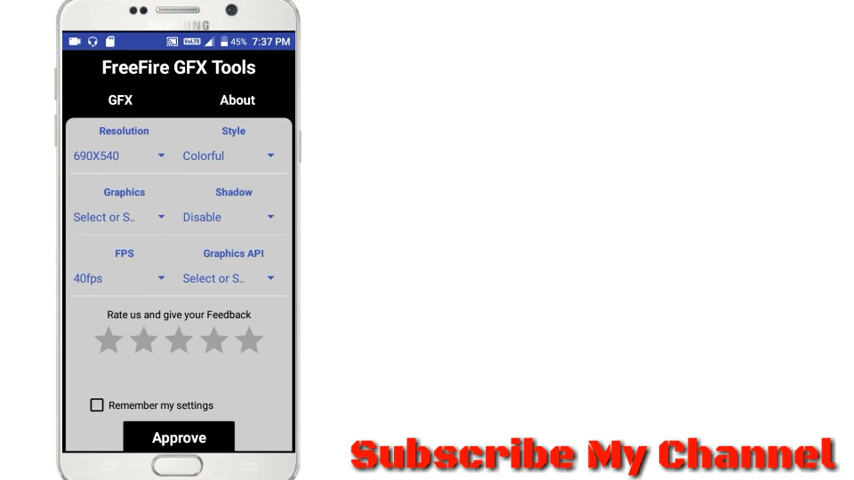 SAMSUNG
VoLTE 45% 7:37 PM
FreeFire GFX Tools
GFX About
Resolution Style
690X540 Colorful
Graphics Shadow
Select or S.. Disable
FPS Graphics API
40fps Select or S..
Rate us and give your Feedback
Remember my settings
Approve
Subscribe My Channel